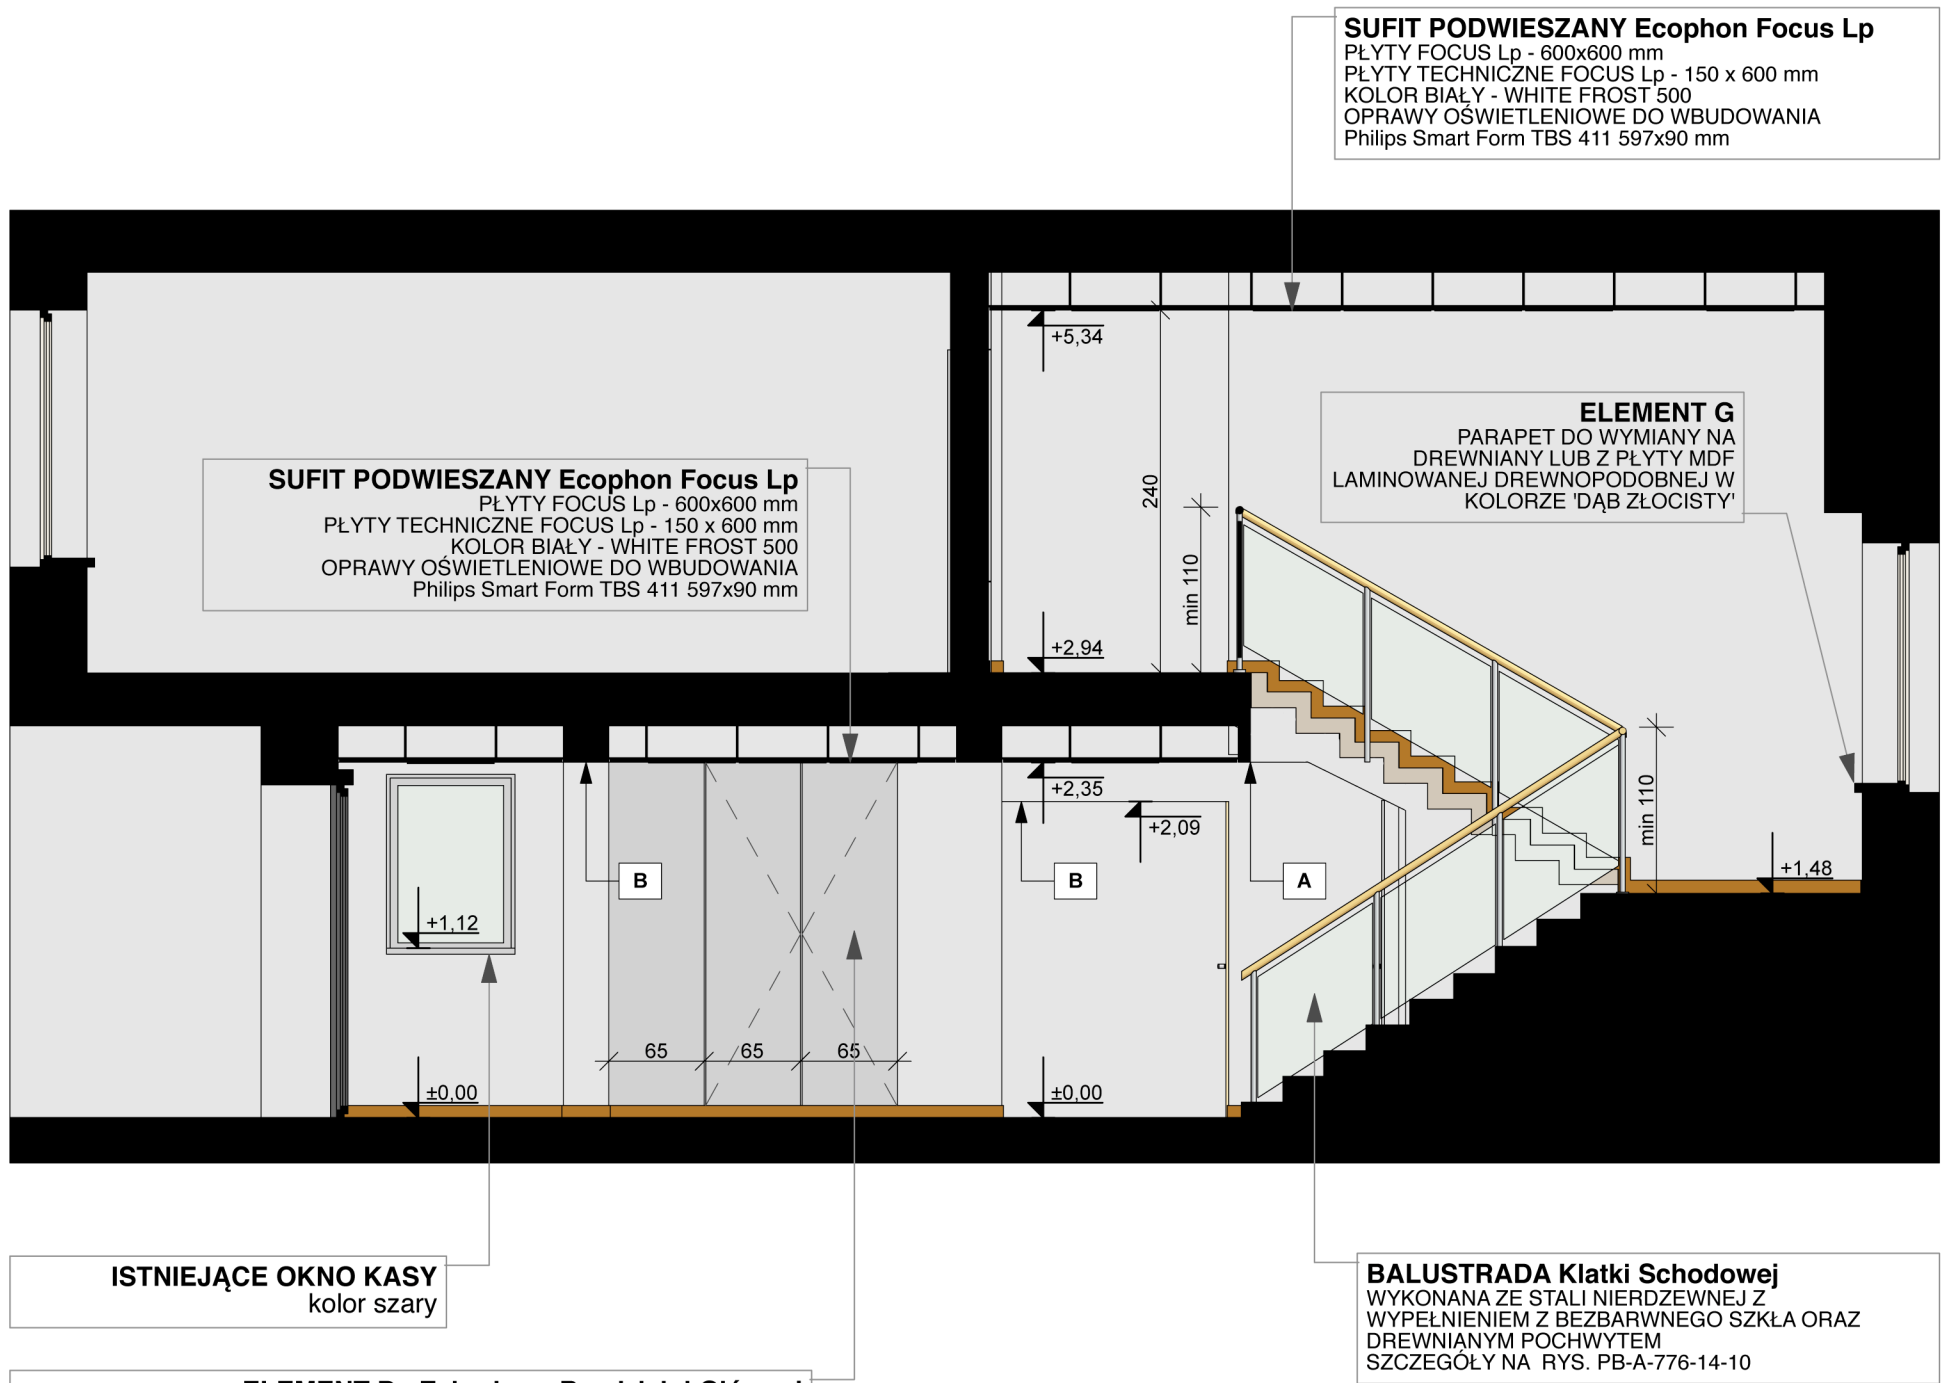 SUFIT PODWIESZANY Ecophon Focus Lp
PŁYTY FOCUS Lp - 600x600 mm
PŁYTY TECHNICZNE FOCUS Lp - 150 x 600 mm
KOLOR BIAŁY - WHITE FROST 500
OPRAWY OŚWIETLENIOWE DO WBUDOWANIA
Philips Smart Form TBS 411 597x90 mm
+5,34
ELEMENT G
PARAPET DO WYMIANY NA
DREWNIANY LUB Z PŁYTY MDF
LAMINOWANEJ DREWNOPODOBNEJ W
KOLORZE 'DĄB ZŁOCISTY'
SUFIT PODWIESZANY Ecophon Focus Lp
PŁYTY FOCUS Lp - 600x600 mm
PŁYTY TECHNICZNE FOCUS Lp - 150 x 600 mm
KOLOR BIAŁY - WHITE FROST 500
OPRAWY OŚWIETLENIOWE DO WBUDOWANIA
Philips Smart Form TBS 411 597x90 mm
240
min 110
+2,94
+2,35
+2,09
min 110
+1,48
B
B
A
+1,12
65
65
65
±0,00
±0,00
ISTNIEJĄCE OKNO KASY
kolor szary
BALUSTRADA Klatki Schodowej
WYKONANA ZE STALI NIERDZEWNEJ Z
WYPEŁNIENIEM Z BEZBARWNEGO SZKŁA ORAZ
DREWNIANYM POCHWYTEM
SZCZEGÓŁY NA RYS. PB-A-776-14-10
ELEMENT